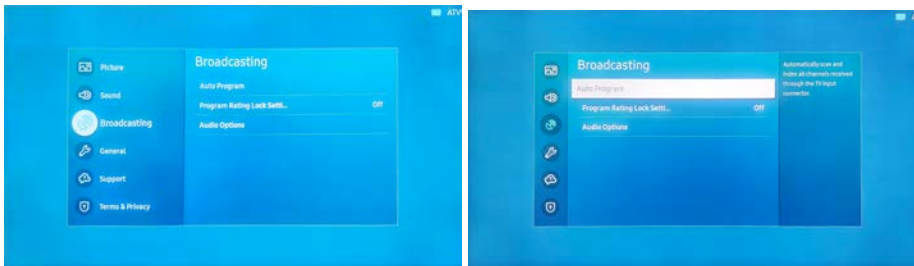 ATV
Picture
Sound
Broadcasting
General
Support
Terms & Privacy
Broadcasting
Auto Program
Program Rating Lock Setti... Off
Audio Options
Broadcasting
Auto Program
Program Rating Lock Setti... Off
Audio Options
Automatically scan and
index all channels received
through the TV input
connector.